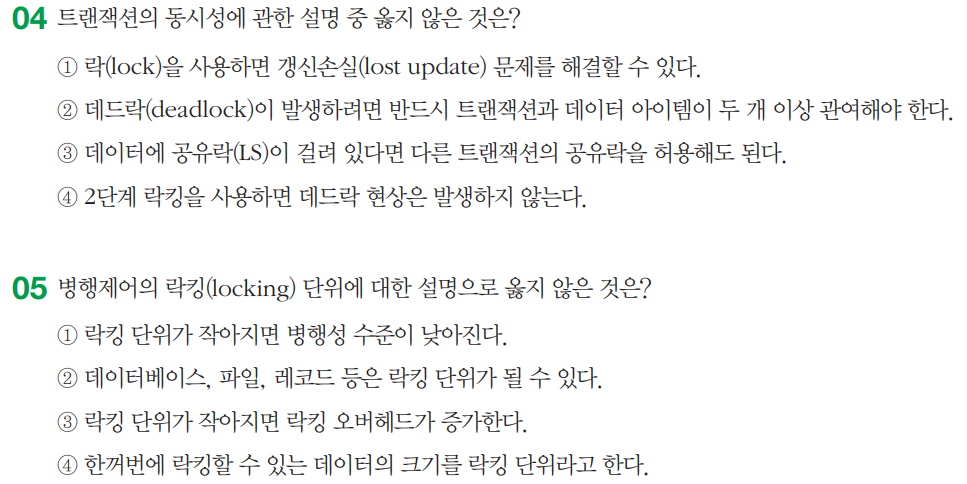 04 트랜잭션의 동시성에 관한 설명 중 옳지 않은 것은?
① 락(lock)을 사용하면 갱신손실(lost update) 문제를 해결할 수 있다.
② 데드락(deadlock)이 발생하려면 반드시 트랜잭션과 데이터 아이템이 두 개 이상 관여해야 한다.
③ 데이터에 공유락(LS)이 걸려 있다면 다른 트랜잭션의 공유락을 허용해도 된다.
④ 2단계 락킹을 사용하면 데드락 현상은 발생하지 않는다.
05 병행제어의 락킹(locking) 단위에 대한 설명으로 옳지 않은 것은?
① 락킹 단위가 작아지면 병행성 수준이 낮아진다.
② 데이터베이스, 파일, 레코드 등은 락킹 단위가 될 수 있다.
③ 락킹 단위가 작아지면 락킹 오버헤드가 증가한다.
④ 한꺼번에 락킹할 수 있는 데이터의 크기를 락킹 단위라고 한다.